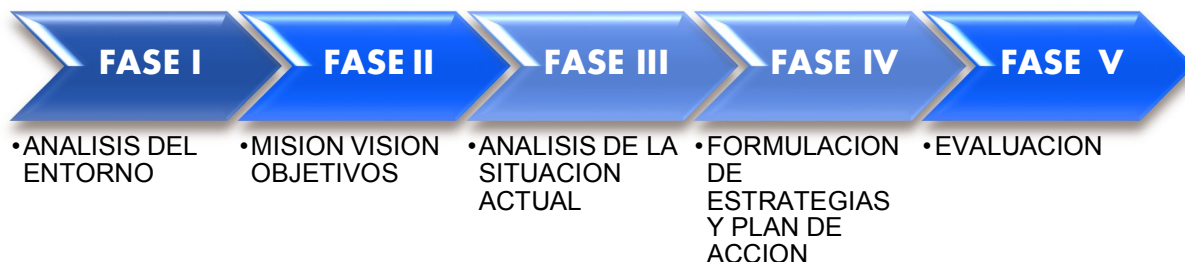 FASE I
FASE II
FASE III
FASE IV
FASE V
•ANALISIS DEL
ENTORNO
•MISION VISION
OBJETIVOS
•ANALISIS DE LA
SITUACION
ACTUAL
•FORMULACION
DE
ESTRATEGIAS
Y PLAN DE
ACCION
•EVALUACION